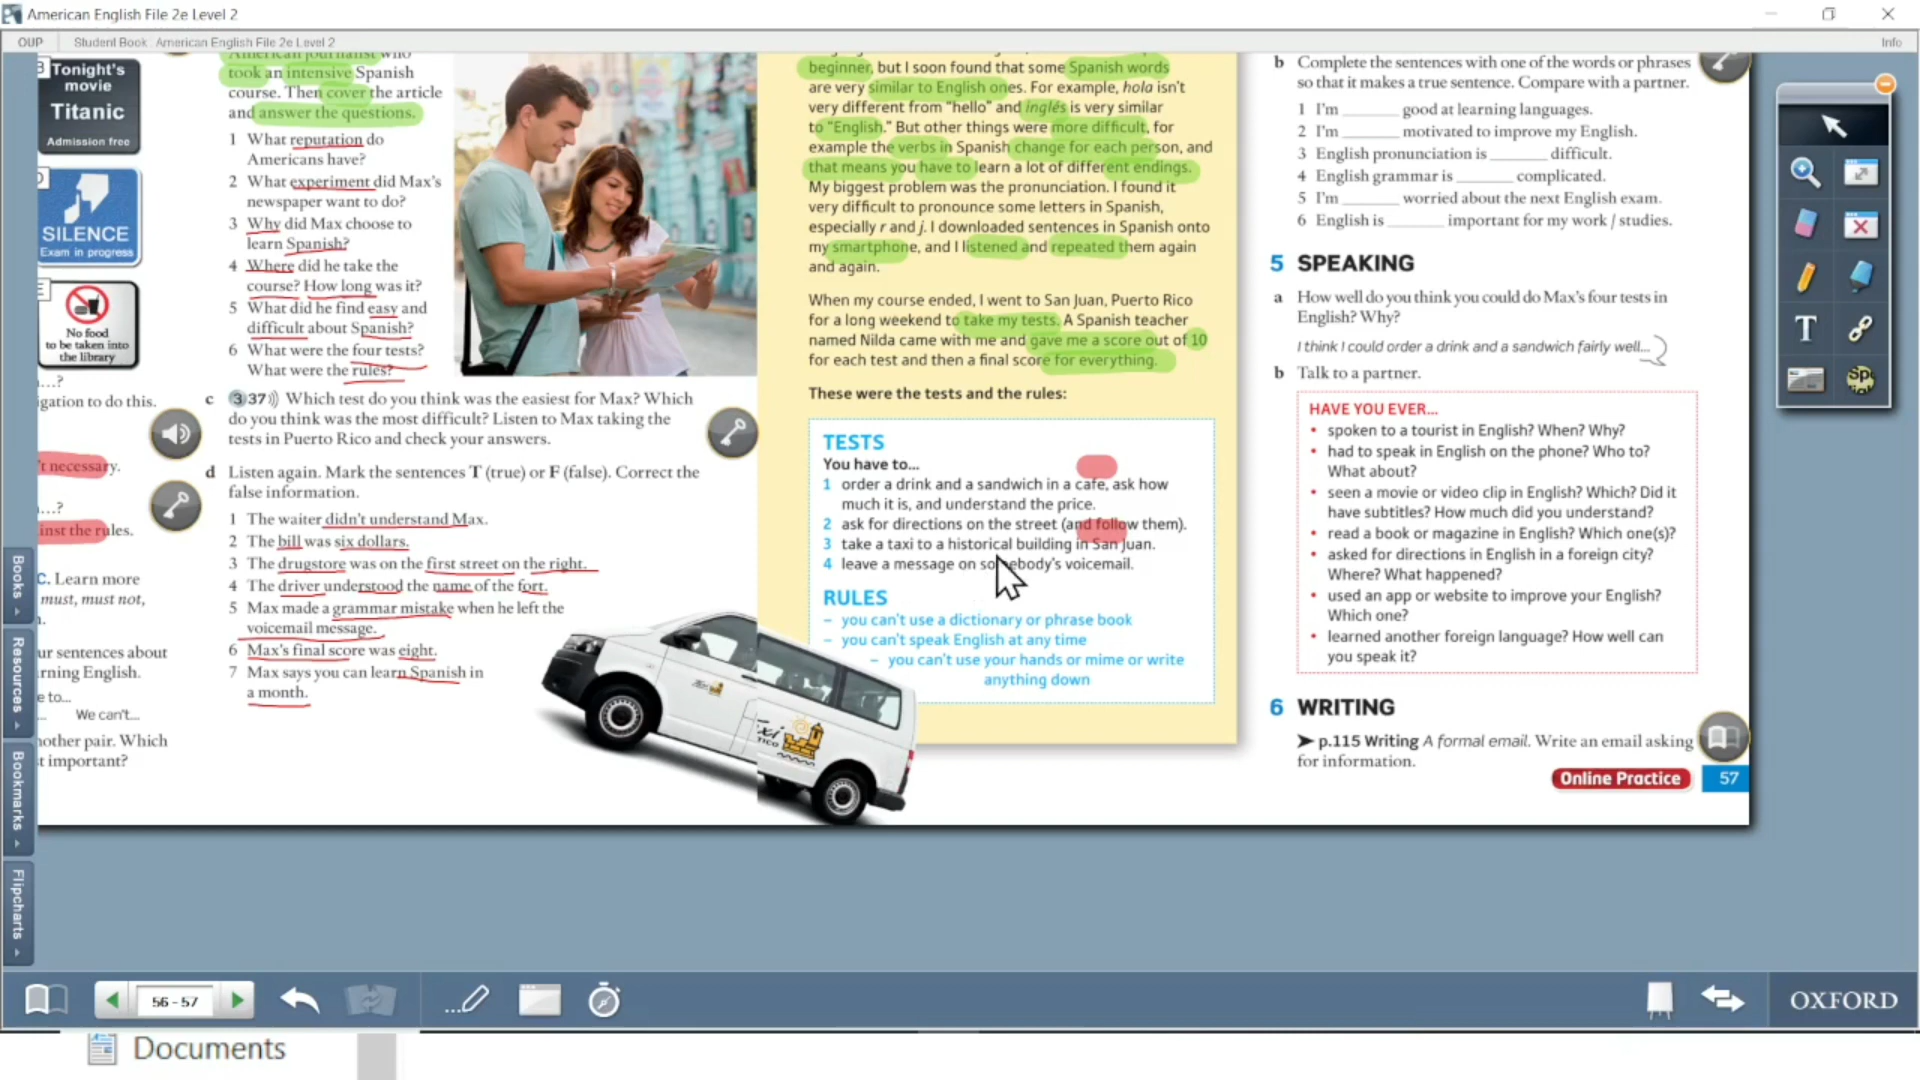 American English File 2e Level 2
OUP
Student Book . American English File 2e Level 2
Info
Tonight's
movie
Titanic
Admission free
SILENCE
Exam in progress
No food
to be taken into
the library
...?
igation to do this.
't necessary.
...?
inst the rules.
C. Learn more
must, must not,
ur sentences about
rning English.
e to...
We can't...
nother pair. Which
t important?
American journalist who
took an intensive Spanish
course. Then cover the article
and answer the questions.
1 What reputation do
Americans have?
2 What experiment did Max's
newspaper want to do?
3 Why did Max choose to
learn Spanish?
4 Where did he take the
course? How long was it?
5 What did he find easy and
difficult about Spanish?
6 What were the four tests?
What were the rules?
c 3 37)) Which test do you think was the easiest for Max? Which
do you think was the most difficult? Listen to Max taking the
tests in Puerto Rico and check your answers.
d Listen again. Mark the sentences T (true) or F (false). Correct the
false information.
1 The waiter didn't understand Max.
2 The bill was six dollars.
3 The drugstore was on the first street on the right.
4 The driver understood the name of the fort.
5 Max made a grammar mistake when he left the
voicemail message.
6 Max's final score was eight.
7 Max says you can learn Spanish in
a month.
beginner, but I soon found that some Spanish words
are very similar to English ones. For example, hola isn't
very different from "hello" and inglés is very similar
to "English." But other things were more difficult, for
example the verbs in Spanish change for each person, and
that means you have to learn a lot of different endings.
My biggest problem was the pronunciation. I found it
very difficult to pronounce some letters in Spanish,
especially r and j. I downloaded sentences in Spanish onto
my smartphone, and I listened and repeated them again
and again.
When my course ended, I went to San Juan, Puerto Rico
for a long weekend to take my tests. A Spanish teacher
named Nilda came with me and gave me a score out of 10
for each test and then a final score for everything.
These were the tests and the rules:
TESTS
You have to...
1 order a drink and a sandwich in a cafe, ask how
much it is, and understand the price.
2 ask for directions on the street (and follow them).
3 take a taxi to a historical building in San Juan.
4 leave a message on somebody's voicemail.
RULES
– you can't use a dictionary or phrase book
– you can't speak English at any time
– you can't use your hands or mime or write
anything down
b Complete the sentences with one of the words or phrases
so that it makes a true sentence. Compare with a partner.
1 I'm ______ good at learning languages.
2 I'm ______ motivated to improve my English.
3 English pronunciation is ______ difficult.
4 English grammar is ______ complicated.
5 I'm ______ worried about the next English exam.
6 English is ______ important for my work / studies.
5 SPEAKING
a How well do you think you could do Max's four tests in
English? Why?
I think I could order a drink and a sandwich fairly well...
b Talk to a partner.
HAVE YOU EVER...
• spoken to a tourist in English? When? Why?
• had to speak in English on the phone? Who to?
What about?
• seen a movie or video clip in English? Which? Did it
have subtitles? How much did you understand?
• read a book or magazine in English? Which one(s)?
• asked for directions in English in a foreign city?
Where? What happened?
• used an app or website to improve your English?
Which one?
• learned another foreign language? How well can
you speak it?
6 WRITING
➤ p.115 Writing A formal email. Write an email asking
for information.
Online Practice 57
Books
Resources
Bookmarks
Flipcharts
T
56 - 57
OXFORD
Documents